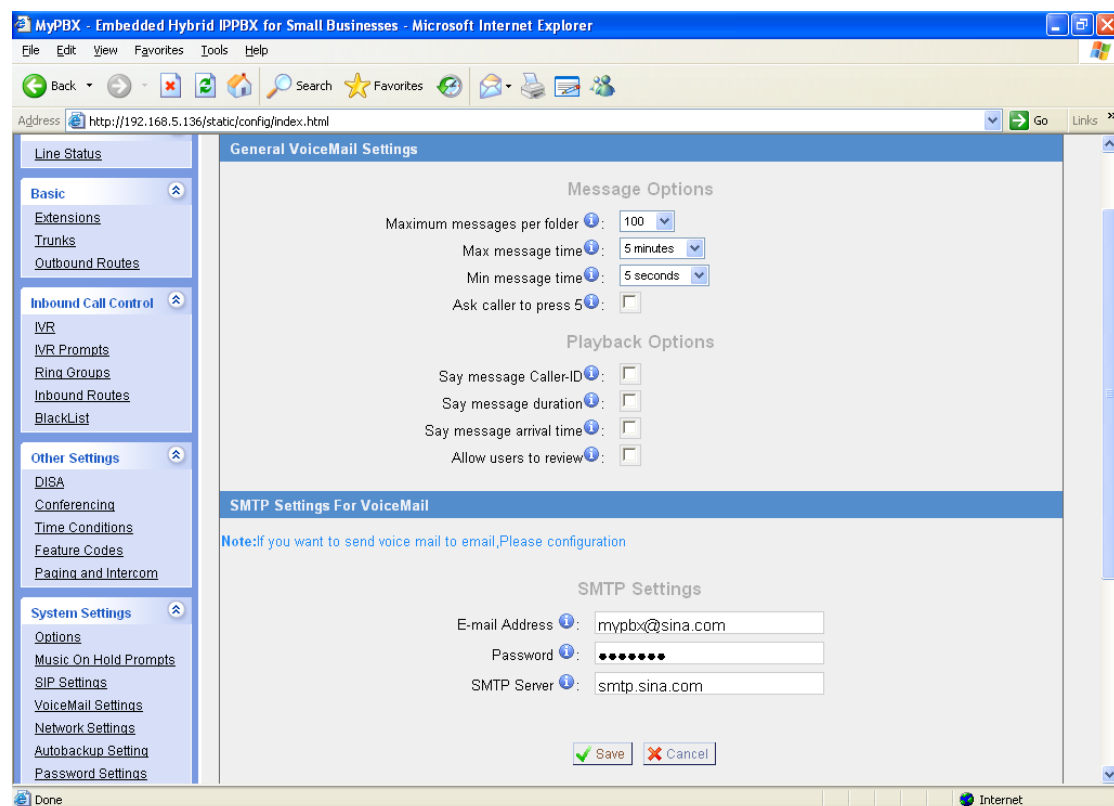 MyPBX - Embedded Hybrid IPPBX for Small Businesses - Microsoft Internet Explorer
File Edit View Favorites Tools Help
Back Search Favorites
Address http://192.168.5.136/static/config/index.html Go Links »
Line Status
Basic
Extensions
Trunks
Outbound Routes
Inbound Call Control
IVR
IVR Prompts
Ring Groups
Inbound Routes
BlackList
Other Settings
DISA
Conferencing
Time Conditions
Feature Codes
Paging and Intercom
System Settings
Options
Music On Hold Prompts
SIP Settings
VoiceMail Settings
Network Settings
Autobackup Setting
Password Settings
General VoiceMail Settings
Message Options
Maximum messages per folder : 100
Max message time : 5 minutes
Min message time : 5 seconds
Ask caller to press 5 :
Playback Options
Say message Caller-ID :
Say message duration :
Say message arrival time :
Allow users to review :
SMTP Settings For VoiceMail
Note:If you want to send voice mail to email,Please configuration
SMTP Settings
E-mail Address : mypbx@sina.com
Password : ●●●●●●●
SMTP Server : smtp.sina.com
Save Cancel
Done Internet